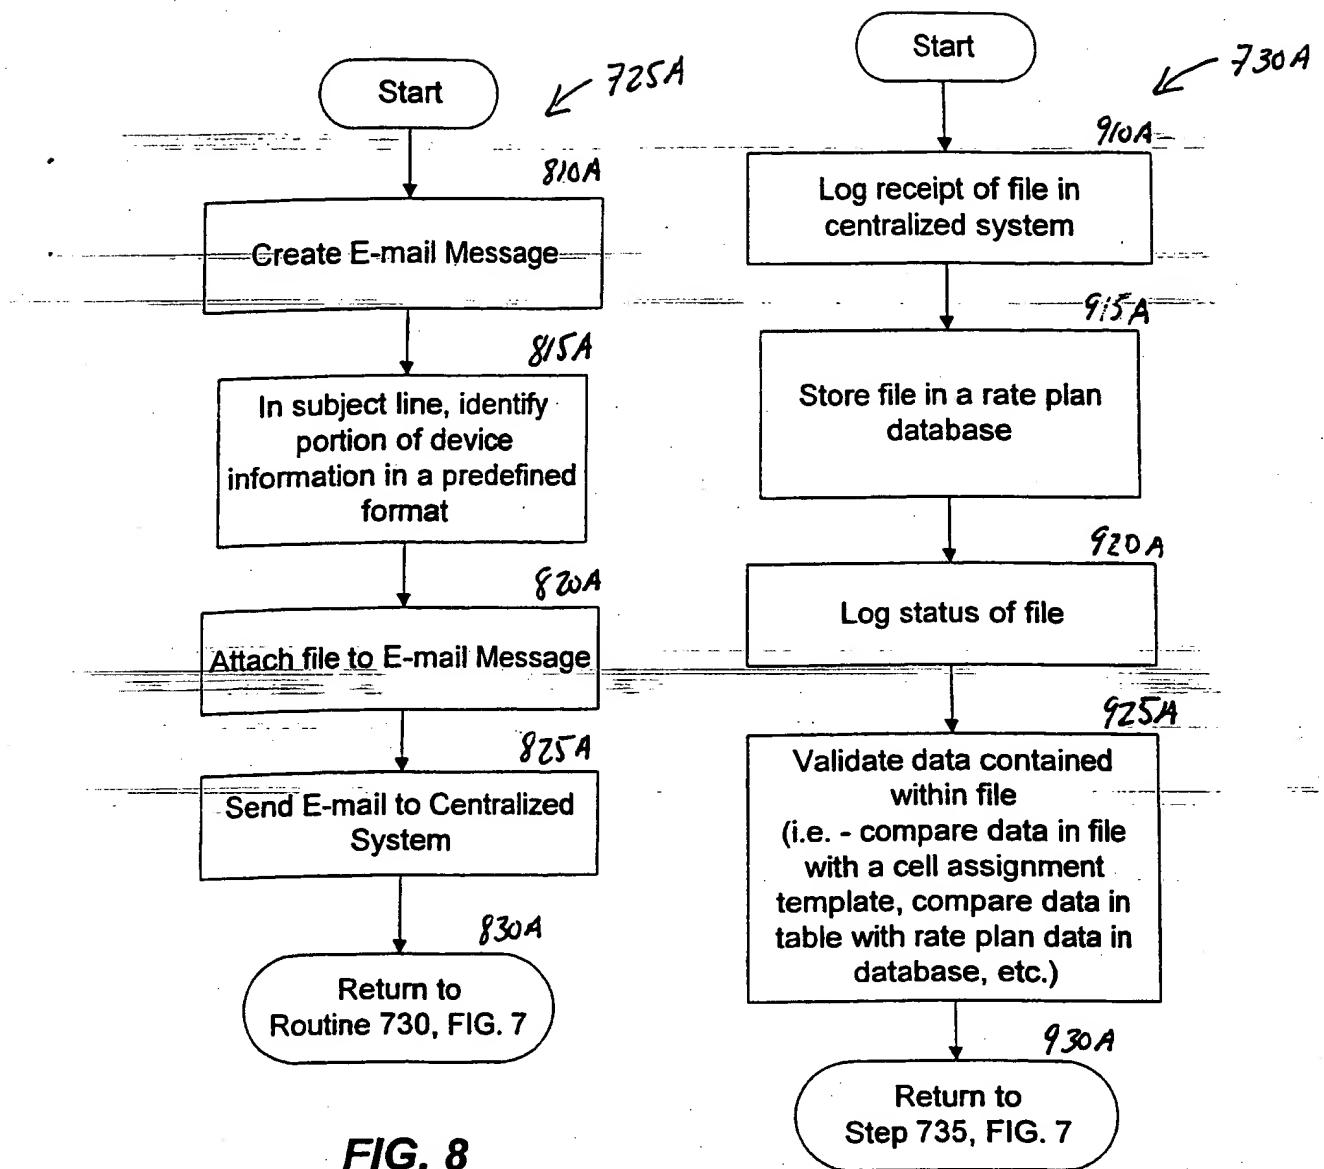 Start
725A
810A
Create E-mail Message
815A
In subject line, identify
portion of device
information in a predefined
format
820A
Attach file to E-mail Message
825A
Send E-mail to Centralized
System
830A
Return to
Routine 730, FIG. 7
FIG. 8
Start
730A
910A
Log receipt of file in
centralized system
915A
Store file in a rate plan
database
920A
Log status of file
925A
Validate data contained
within file
(i.e. - compare data in file
with a cell assignment
template, compare data in
table with rate plan data in
database, etc.)
930A
Return to
Step 735, FIG. 7